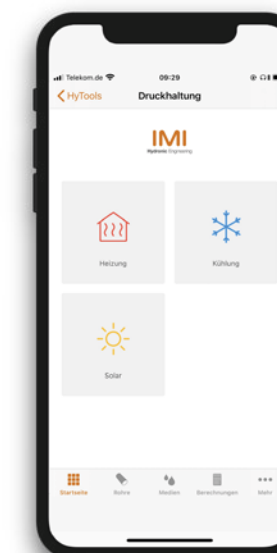 Telekom.de 09:29
HyTools Druckhaltung
IMI
Hydronic Engineering
Heizung Kühlung
Solar
Startseite Rohre Medien Berechnungen Mehr